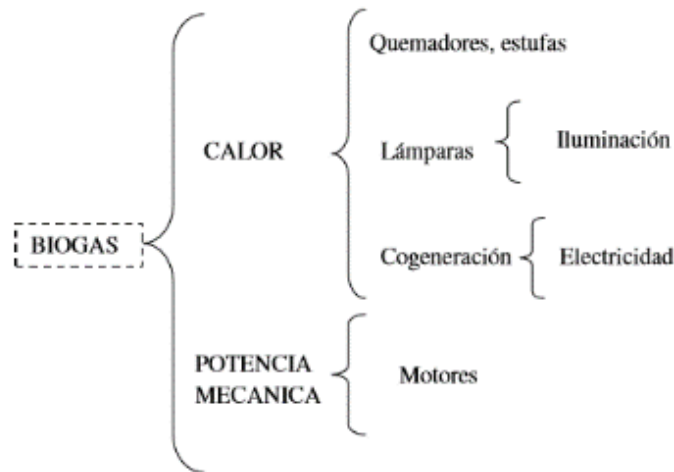 Quemadores, estufas
CALOR
Lámparas
Iluminación
BIOGAS
Cogeneración
Electricidad
POTENCIA
MECANICA
Motores